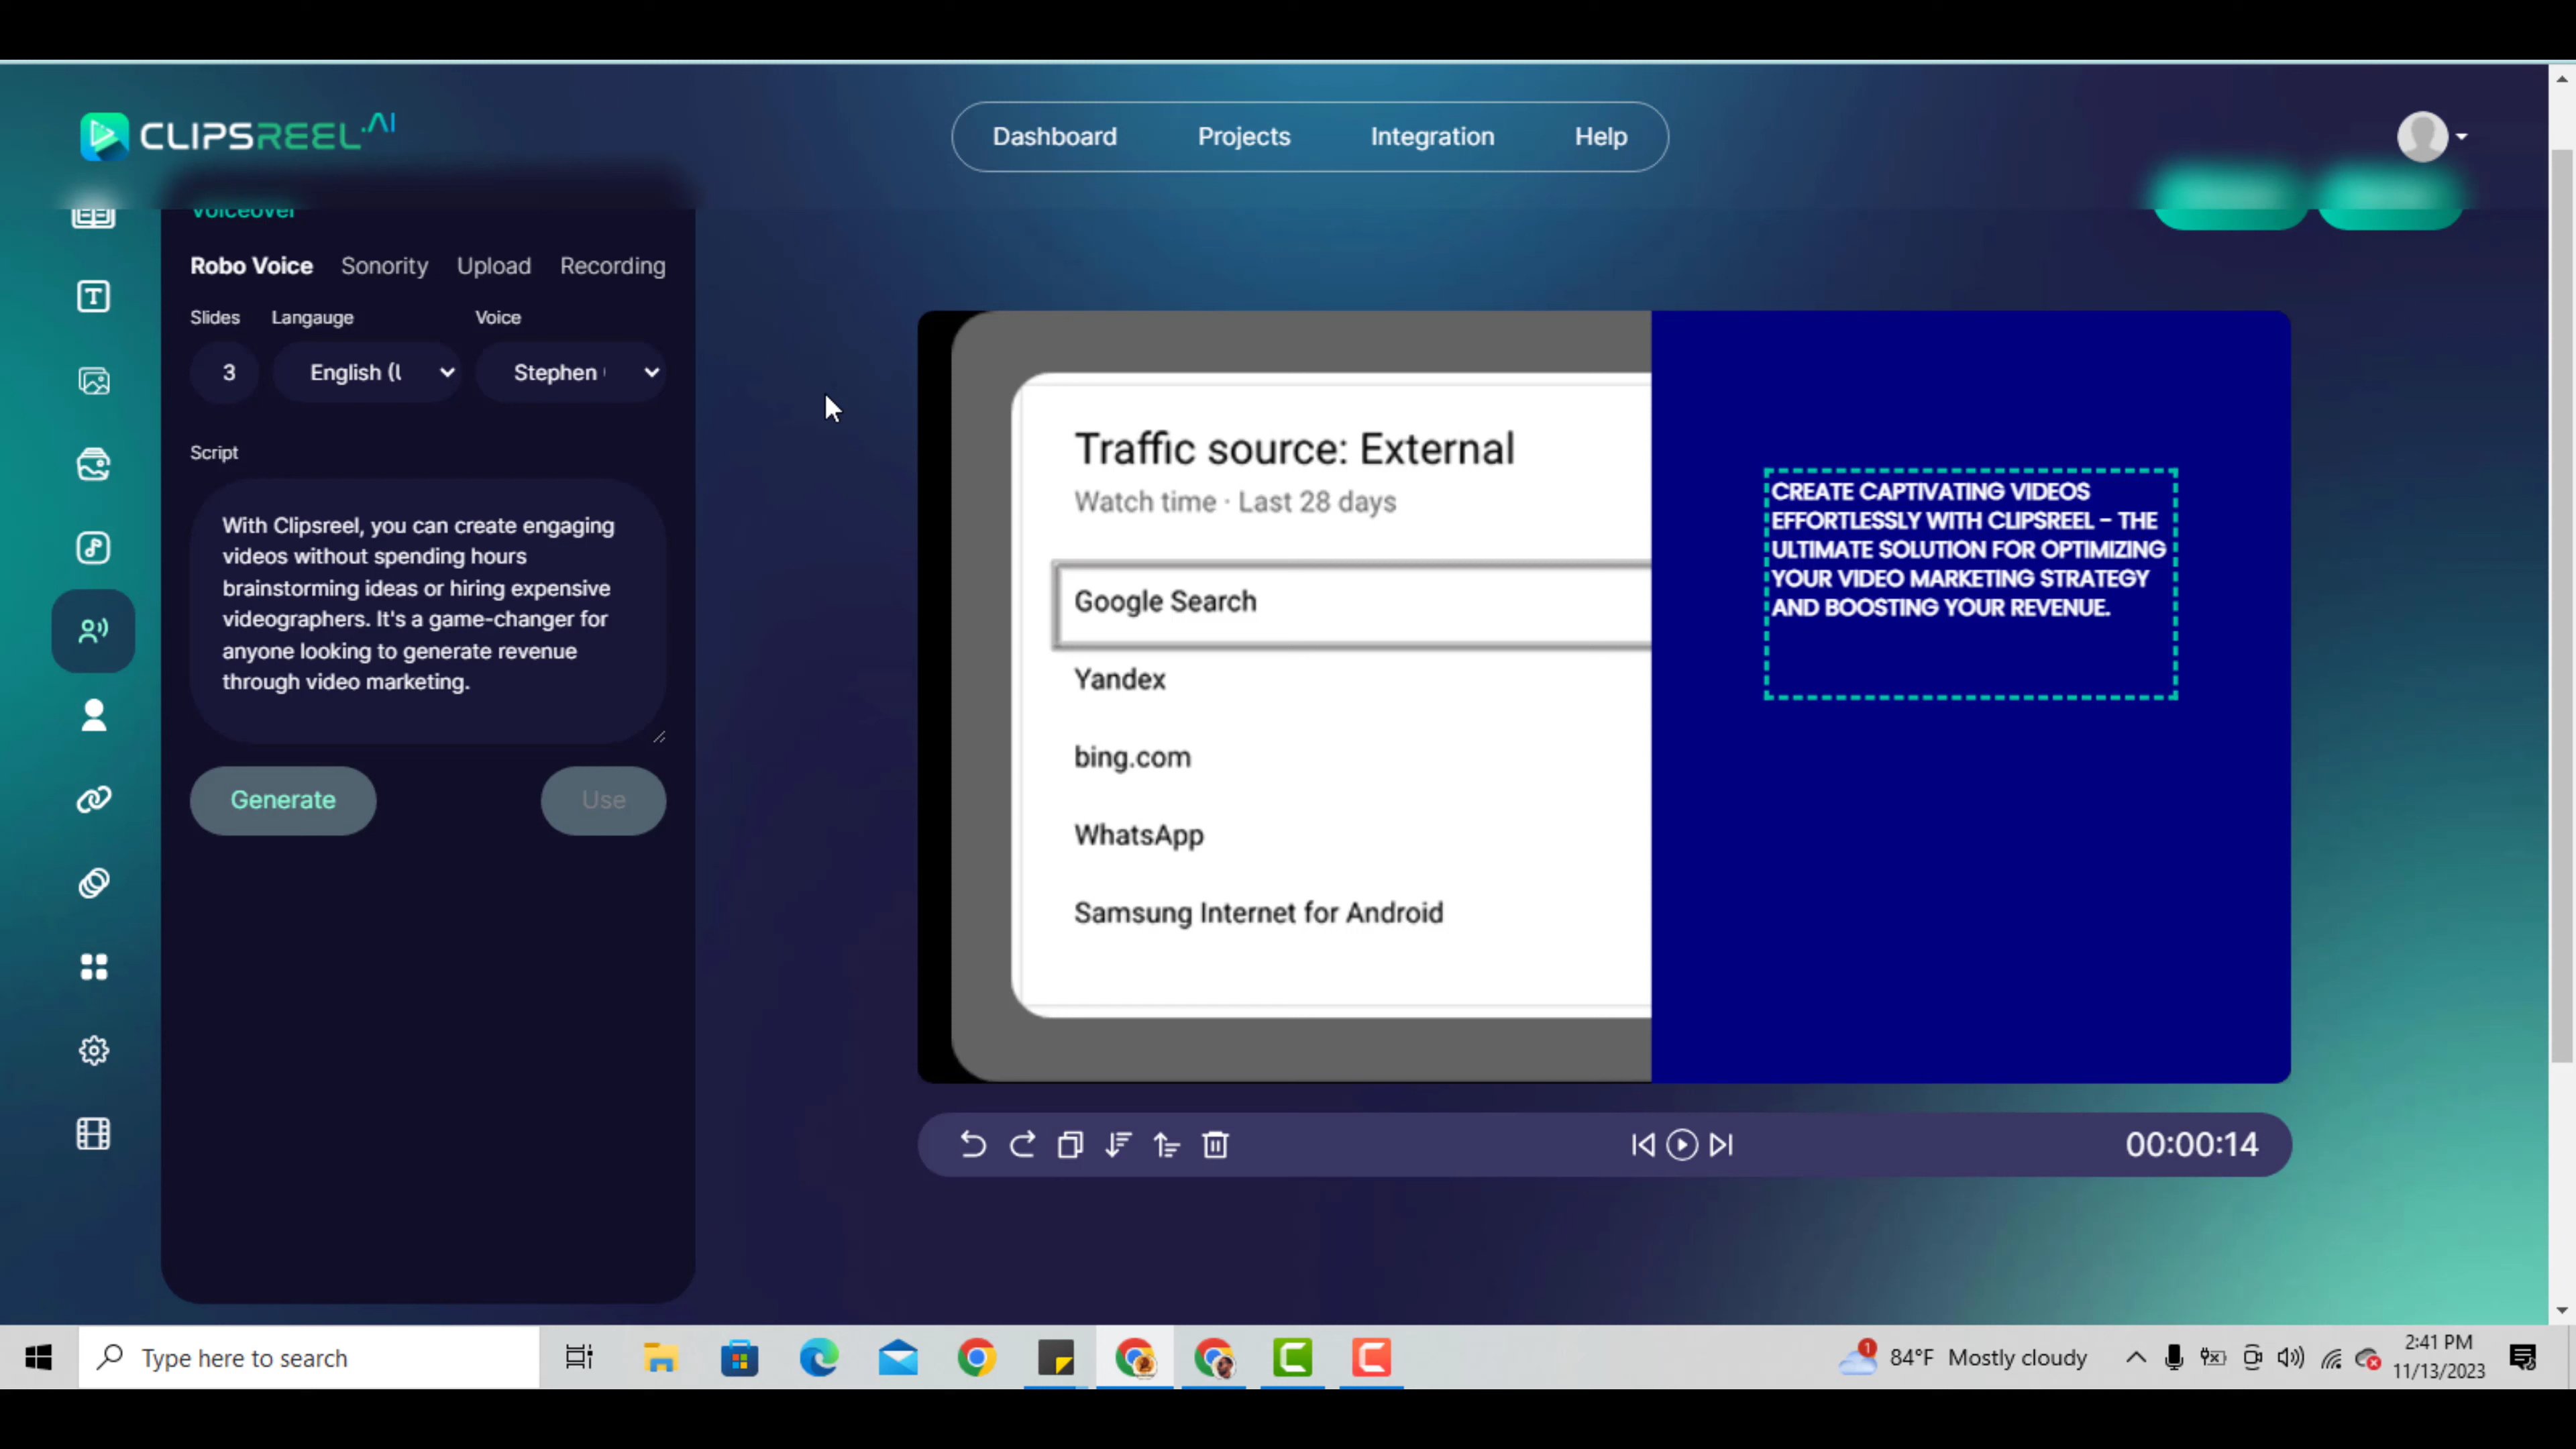 CLIPSREEL.AI
Dashboard Projects Integration Help
Voiceover
Robo Voice Sonority Upload Recording
Slides Langauge Voice
3 English (U Stephen (
Script
With Clipsreel, you can create engaging
videos without spending hours
brainstorming ideas or hiring expensive
videographers. It's a game-changer for
anyone looking to generate revenue
through video marketing.
Generate Use
Traffic source: External
Watch time · Last 28 days
Google Search
Yandex
bing.com
WhatsApp
Samsung Internet for Android
CREATE CAPTIVATING VIDEOS
EFFORTLESSLY WITH CLIPSREEL – THE
ULTIMATE SOLUTION FOR OPTIMIZING
YOUR VIDEO MARKETING STRATEGY
AND BOOSTING YOUR REVENUE.
00:00:14
Type here to search
1
84°F Mostly cloudy
2:41 PM
11/13/2023